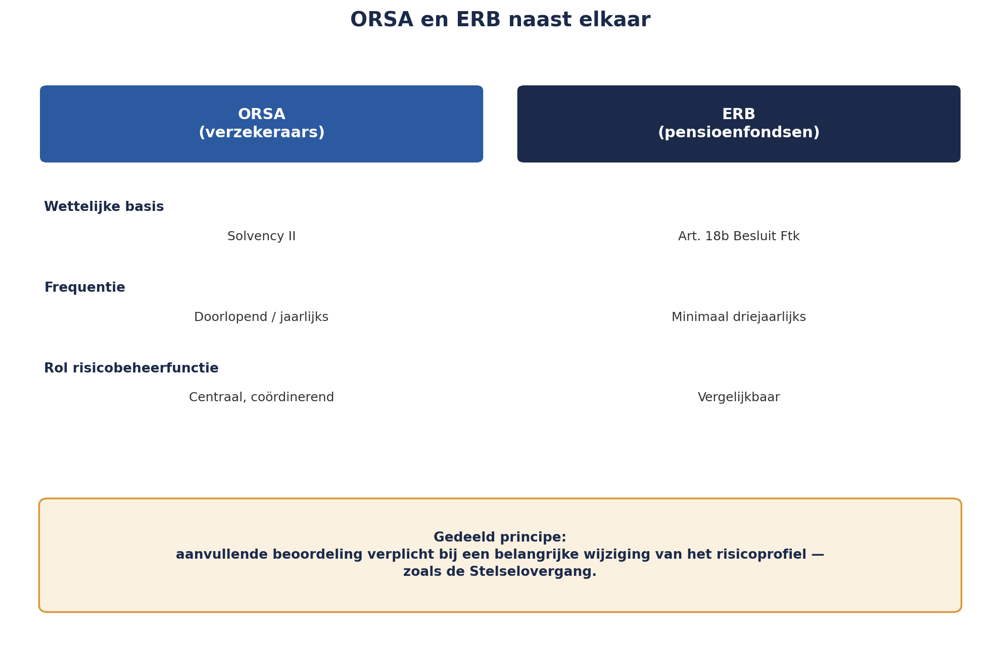 ORSA en ERB naast elkaar
ORSA
(verzekeraars)
ERB
(pensioenfondsen)
Wettelijke basis
Solvency II
Art. 18b Besluit Ftk
Frequentie
Doorlopend / jaarlijks
Minimaal driejaarlijks
Rol risicobeheerfunctie
Centraal, coördinerend
Vergelijkbaar
Gedeeld principe:
aanvullende beoordeling verplicht bij een belangrijke wijziging van het risicoprofiel —
zoals de Stelselovergang.